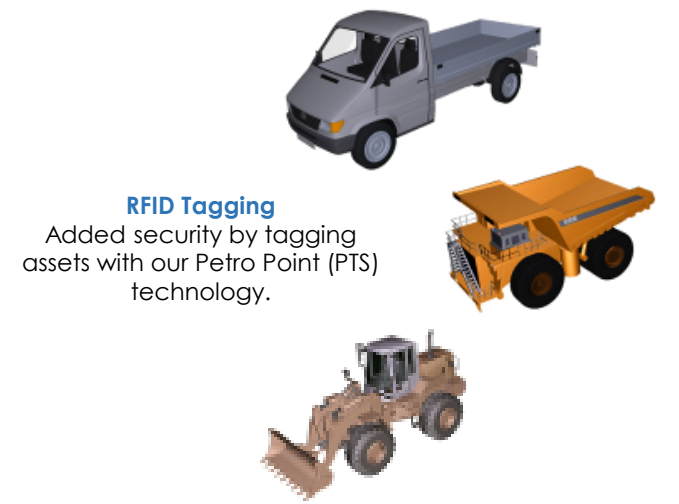 RFID Tagging
Added security by tagging
assets with our Petro Point (PTS)
technology.